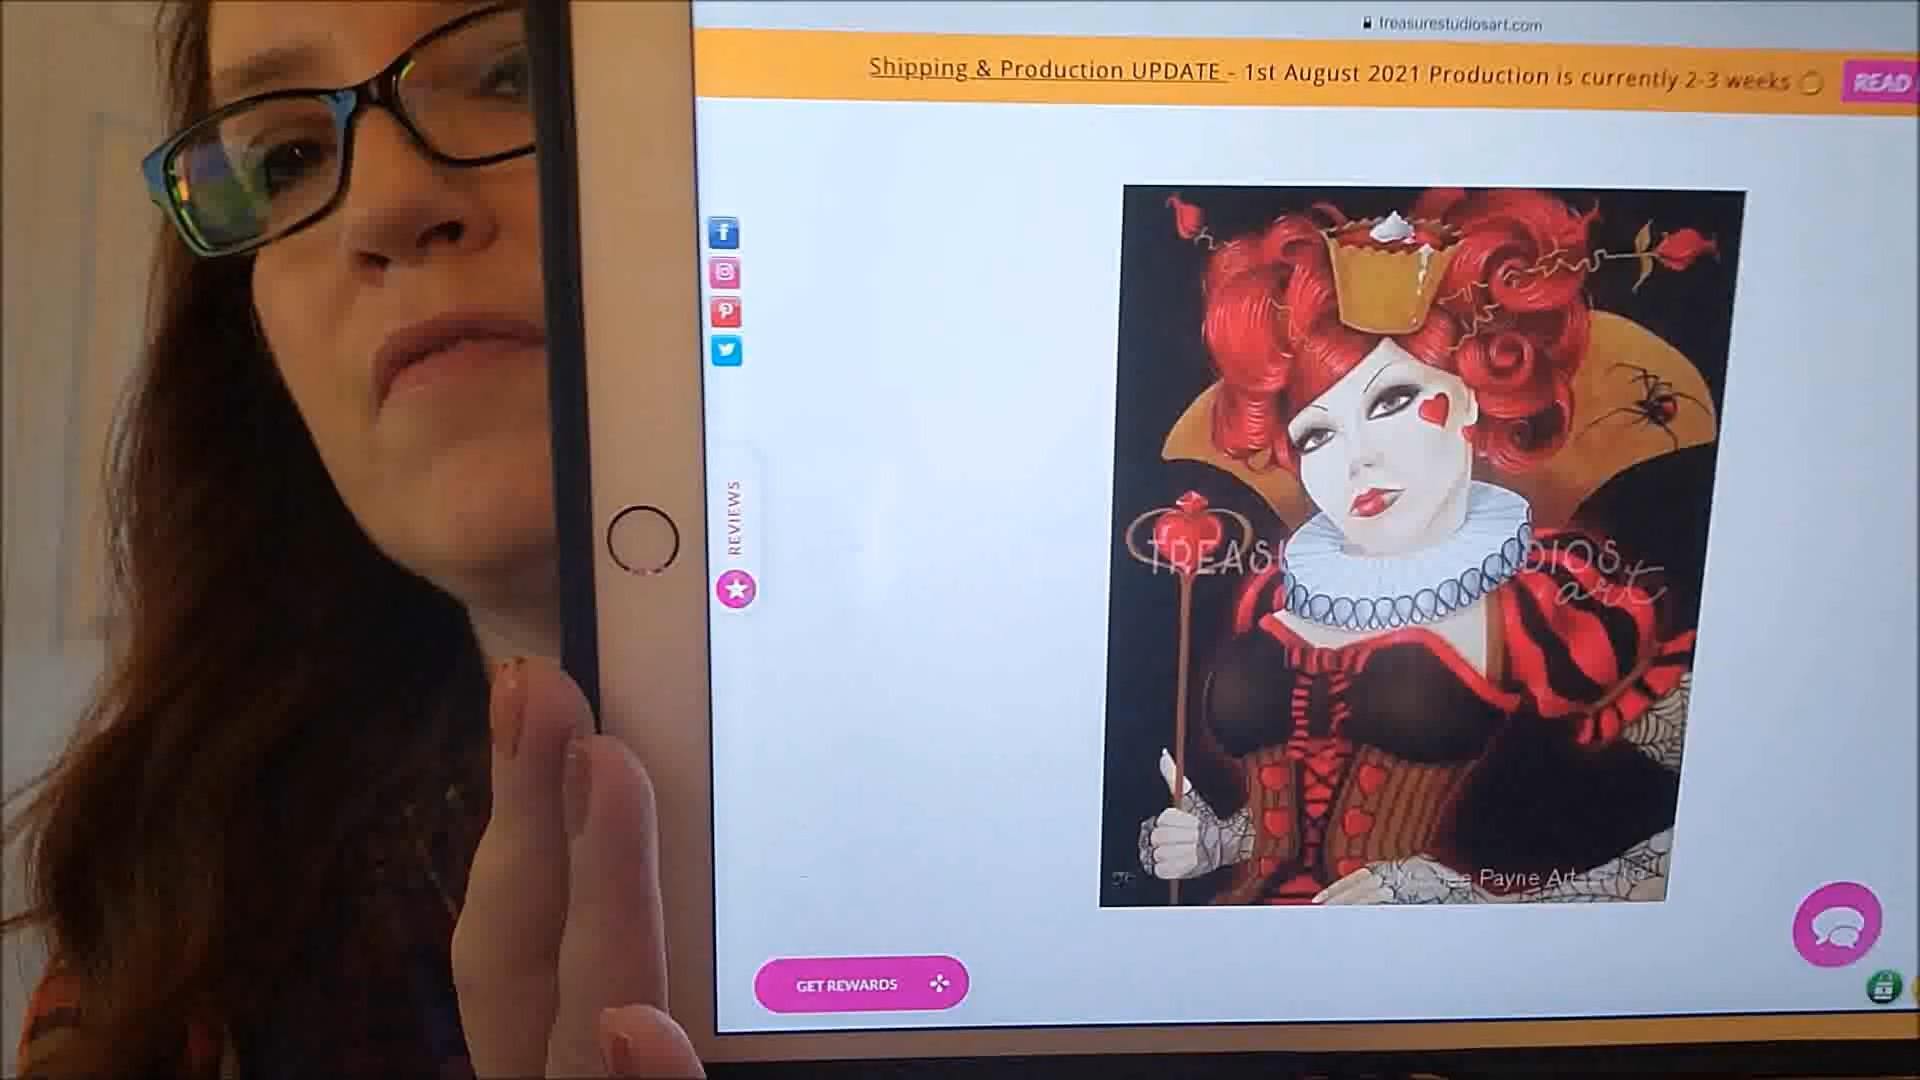 treasurestudiosart.com
Shipping & Production UPDATE - 1st August 2021 Production is currently 2-3 weeks
READ
REVIEWS
art
Payne Art
GET REWARDS